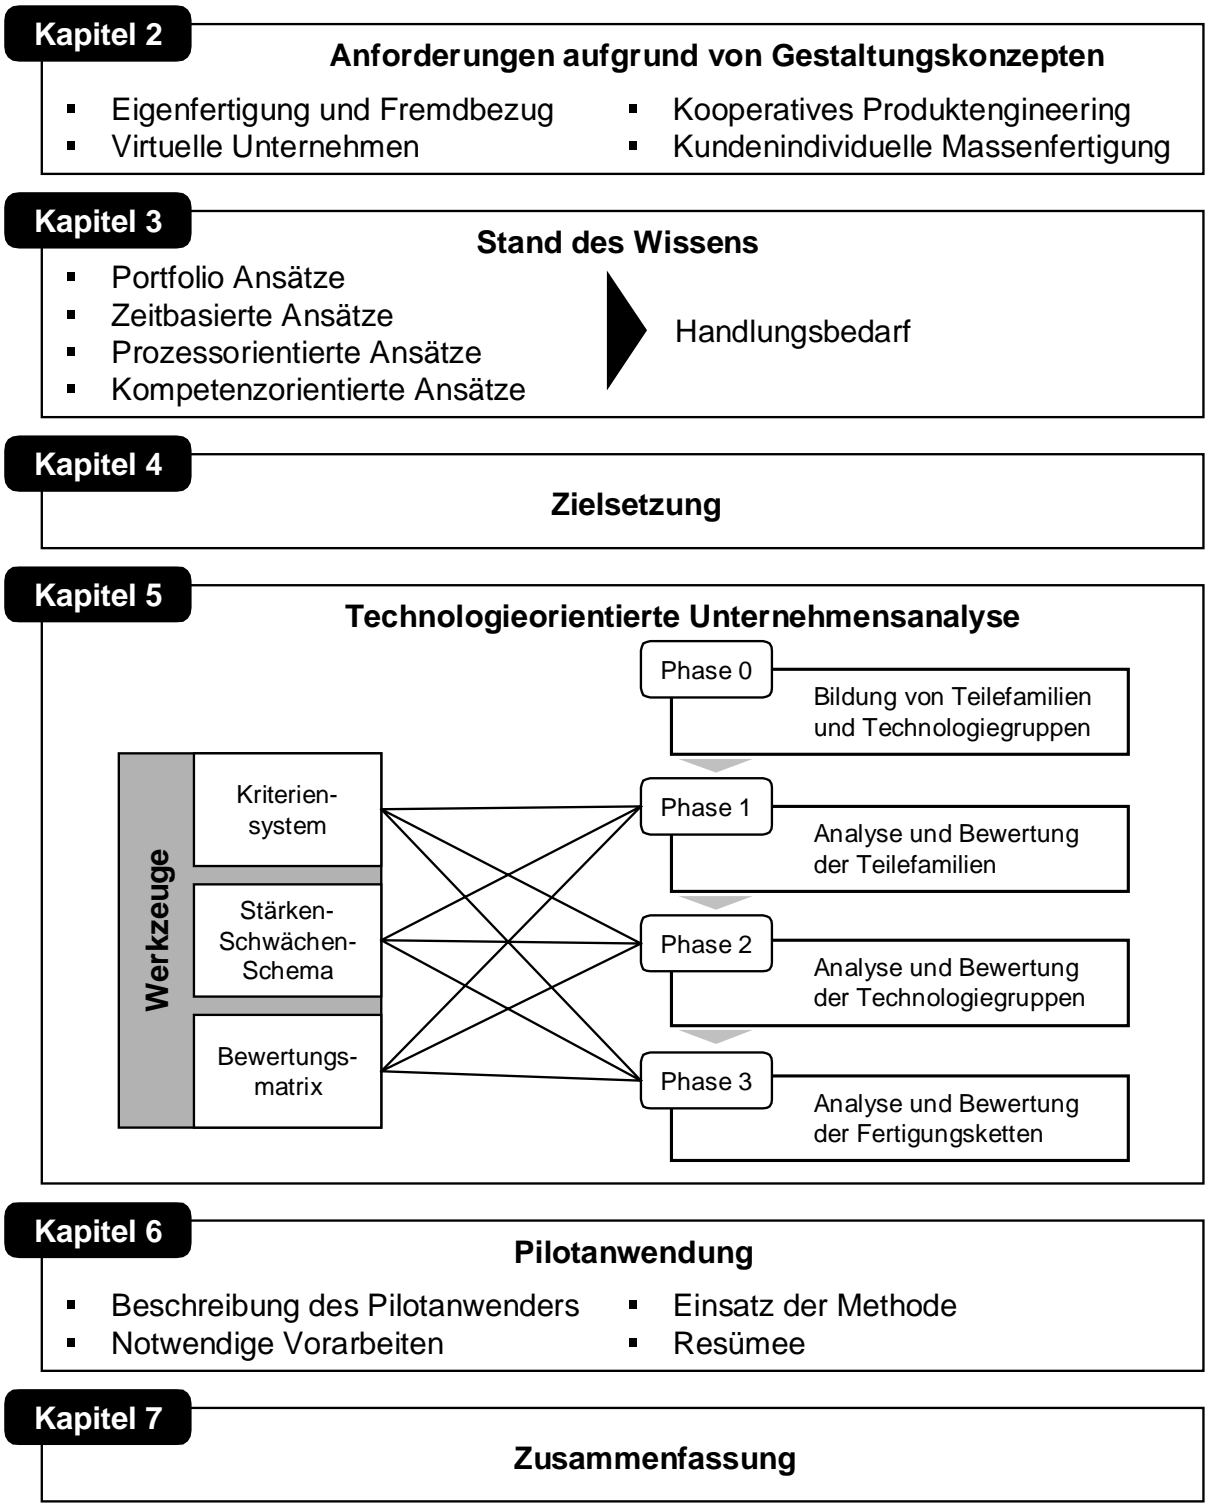 Kapitel 2
Anforderungen aufgrund von Gestaltungskonzepten
▪ Eigenfertigung und Fremdbezug
▪ Virtuelle Unternehmen
▪ Kooperatives Produktengineering
▪ Kundenindividuelle Massenfertigung
Kapitel 3
Stand des Wissens
▪ Portfolio Ansätze
▪ Zeitbasierte Ansätze
▪ Prozessorientierte Ansätze
▪ Kompetenzorientierte Ansätze
Handlungsbedarf
Kapitel 4
Zielsetzung
Kapitel 5
Technologieorientierte Unternehmensanalyse
Werkzeuge
Kriterien-
system
Stärken-
Schwächen-
Schema
Bewertungs-
matrix
Phase 0
Bildung von Teilefamilien
und Technologiegruppen
Phase 1
Analyse und Bewertung
der Teilefamilien
Phase 2
Analyse und Bewertung
der Technologiegruppen
Phase 3
Analyse und Bewertung
der Fertigungsketten
Kapitel 6
Pilotanwendung
▪ Beschreibung des Pilotanwenders
▪ Notwendige Vorarbeiten
▪ Einsatz der Methode
▪ Resümee
Kapitel 7
Zusammenfassung